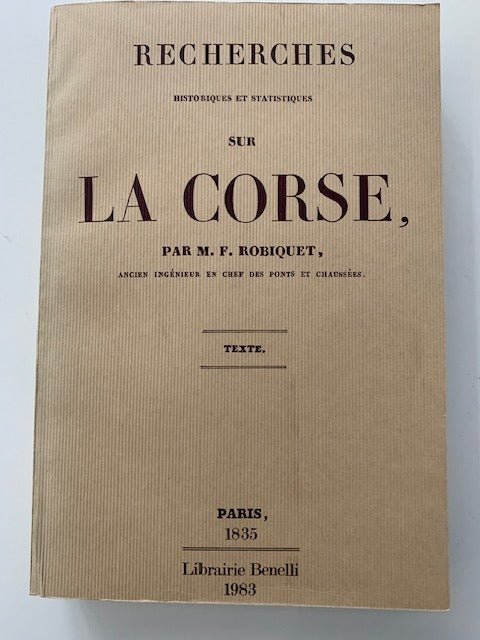 RECHERCHES
HISTORIQUES ET STATISTIQUES
SUR
LA CORSE,
PAR M. F. ROBIQUET,
ANCIEN INGÉNIEUR EN CHEF DES PONTS ET CHAUSSÉES.
TEXTE.
PARIS,
1835
Librairie Benelli
1983